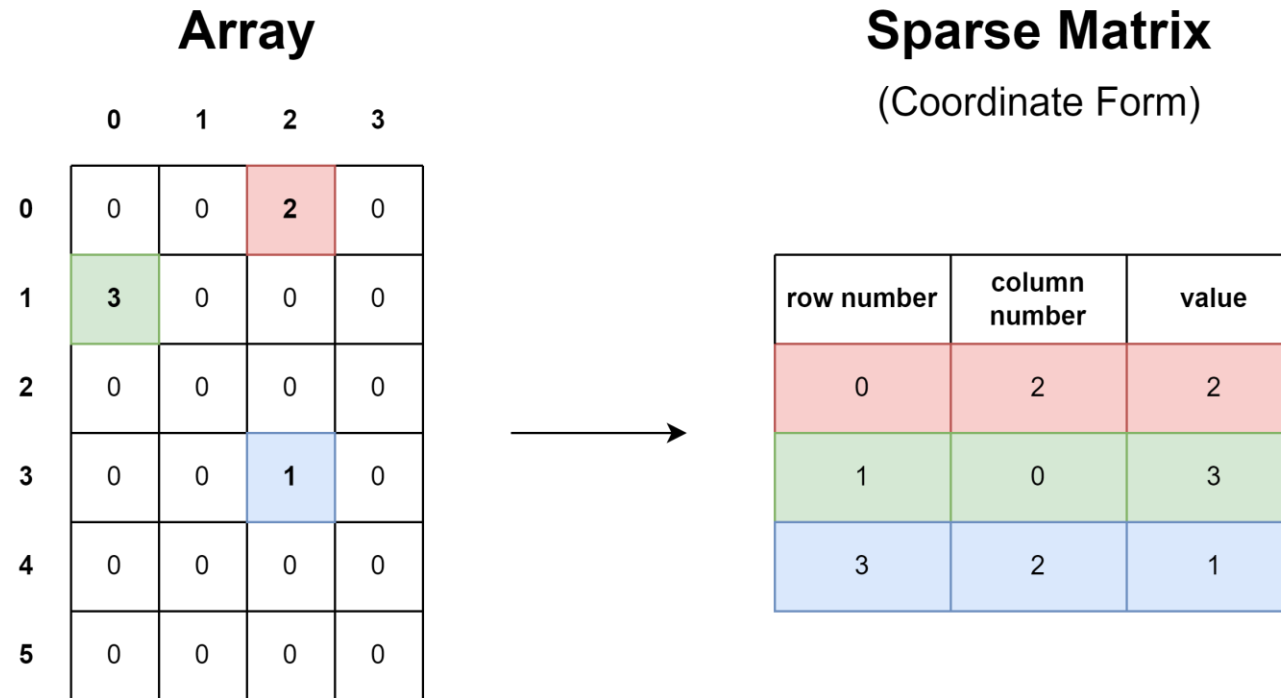 Array
0 1 2 3
0 0 0 2 0
1 3 0 0 0
2 0 0 0 0
3 0 0 1 0
4 0 0 0 0
5 0 0 0 0
Sparse Matrix
(Coordinate Form)
row number column number value
0 2 2
1 0 3
3 2 1